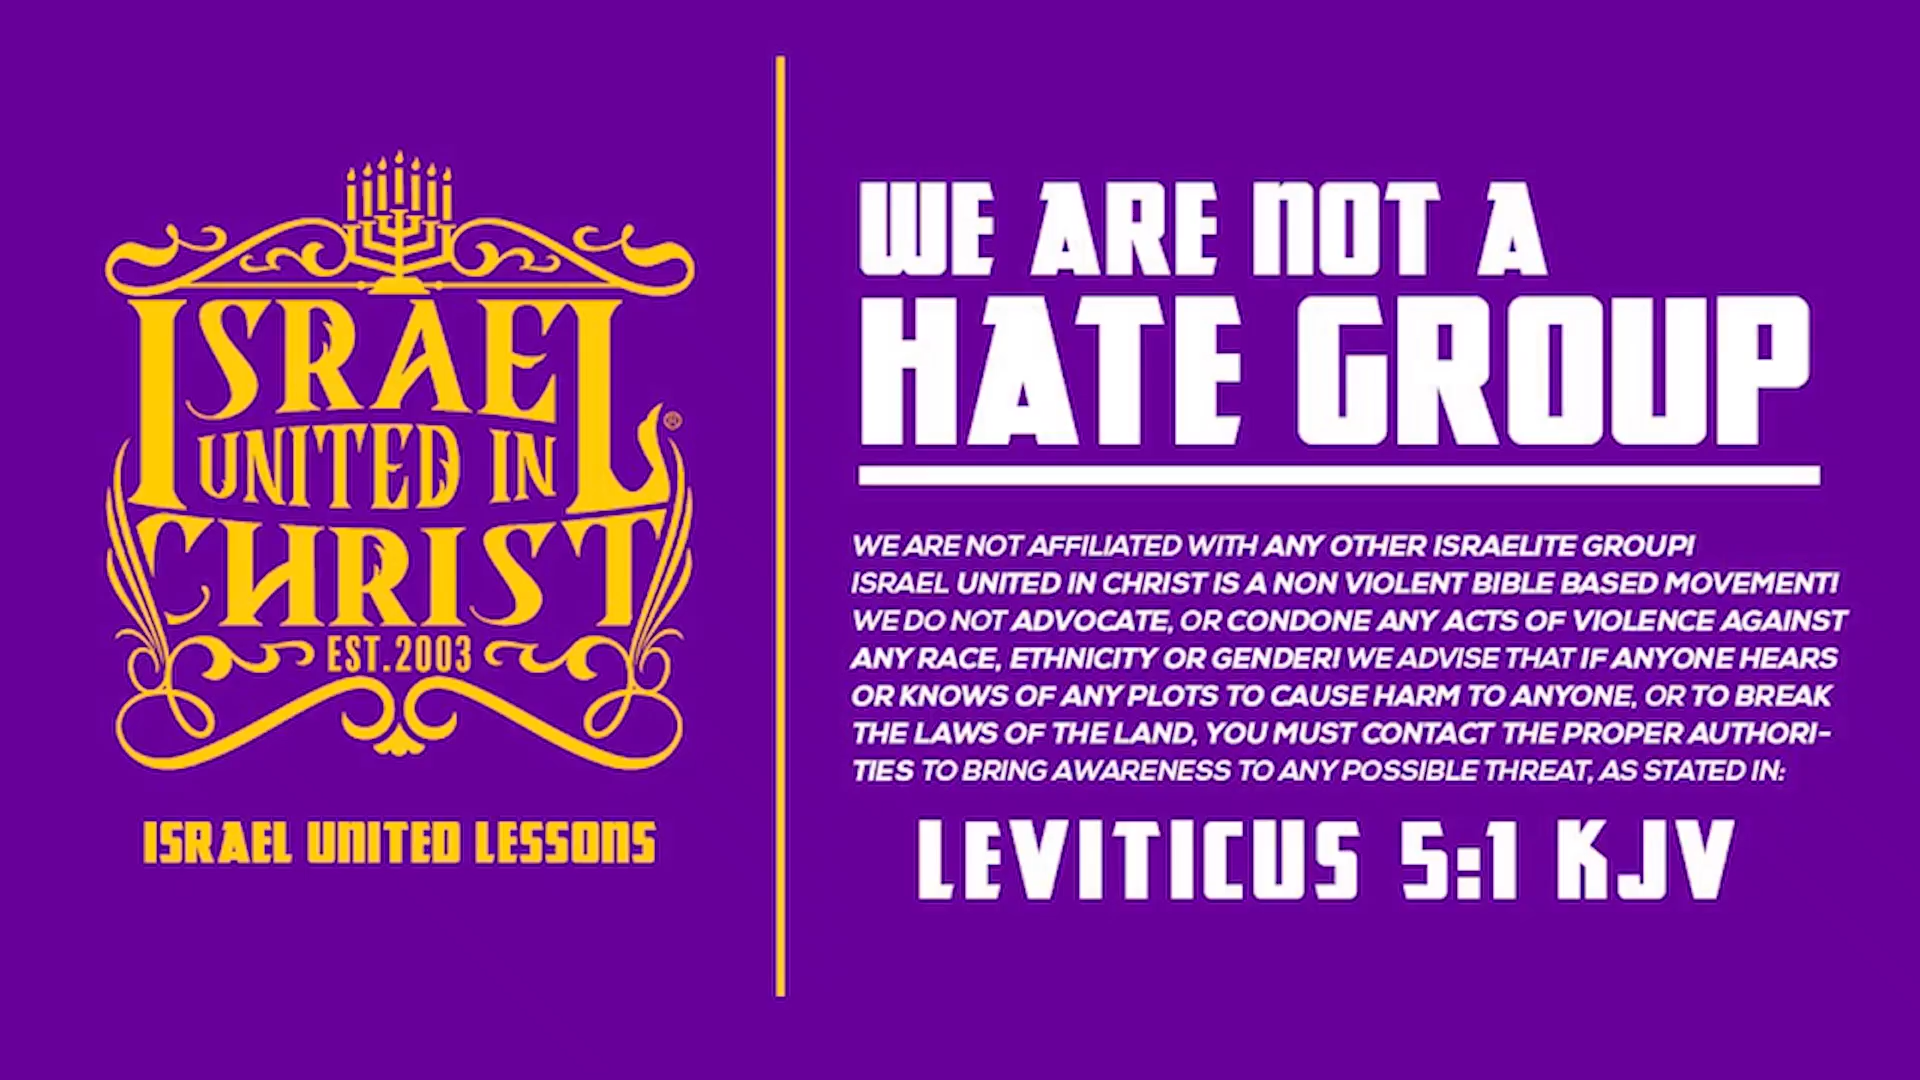 ISRAEL
UNITED IN
CHRIST
®
EST.2003
ISRAEL UNITED LESSONS
WE ARE NOT A
HATE GROUP
WE ARE NOT AFFILIATED WITH ANY OTHER ISRAELITE GROUP!
ISRAEL UNITED IN CHRIST IS A NON VIOLENT BIBLE BASED MOVEMENT!
WE DO NOT ADVOCATE, OR CONDONE ANY ACTS OF VIOLENCE AGAINST
ANY RACE, ETHNICITY OR GENDER! WE ADVISE THAT IF ANYONE HEARS
OR KNOWS OF ANY PLOTS TO CAUSE HARM TO ANYONE, OR TO BREAK
THE LAWS OF THE LAND, YOU MUST CONTACT THE PROPER AUTHORI-
TIES TO BRING AWARENESS TO ANY POSSIBLE THREAT, AS STATED IN:
LEVITICUS 5:1 KJV